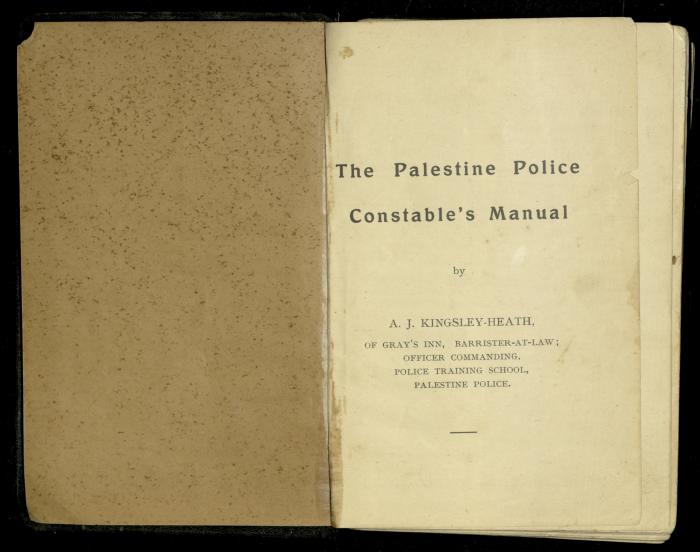 The Palestine Police
Constable's Manual
by
A. J. KINGSLEY-HEATH,
OF GRAY'S INN, BARRISTER-AT-LAW;
OFFICER COMMANDING,
POLICE TRAINING SCHOOL,
PALESTINE POLICE.